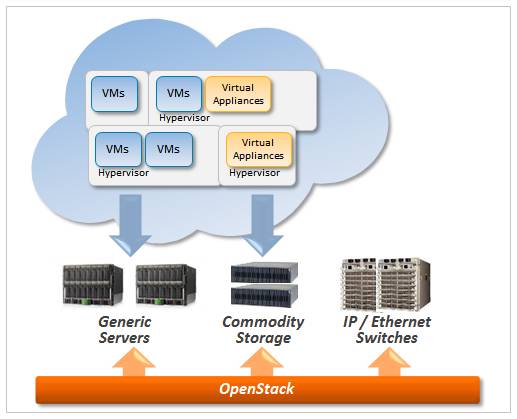 VMs
VMs
Virtual
Appliances
Hypervisor
VMs
VMs
Virtual
Appliances
Hypervisor
Hypervisor
Generic
Servers
Commodity
Storage
IP / Ethernet
Switches
OpenStack